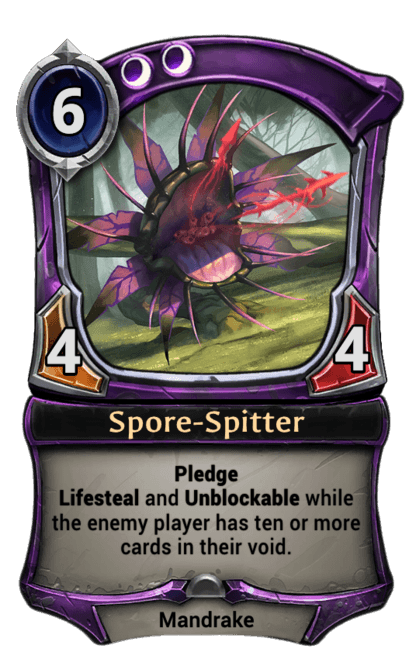 6
4
4
Spore-Spitter
Pledge
Lifesteal and Unblockable while
the enemy player has ten or more
cards in their void.
Mandrake